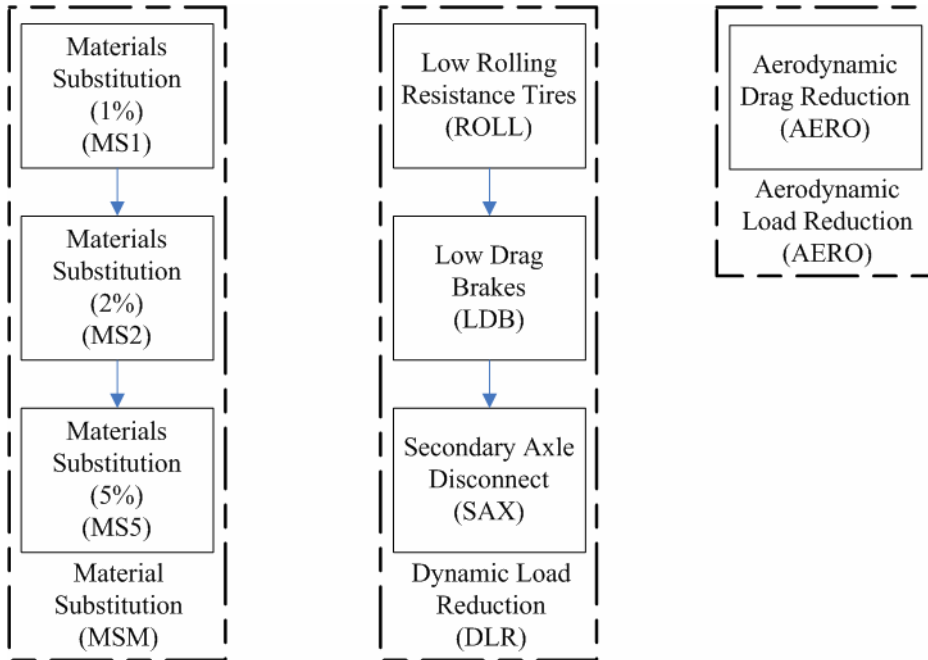 Materials
Substitution
(1%)
(MS1)
Materials
Substitution
(2%)
(MS2)
Materials
Substitution
(5%)
(MS5)
Material
Substitution
(MSM)
Low Rolling
Resistance Tires
(ROLL)
Low Drag
Brakes
(LDB)
Secondary Axle
Disconnect
(SAX)
Dynamic Load
Reduction
(DLR)
Aerodynamic
Drag Reduction
(AERO)
Aerodynamic
Load Reduction
(AERO)